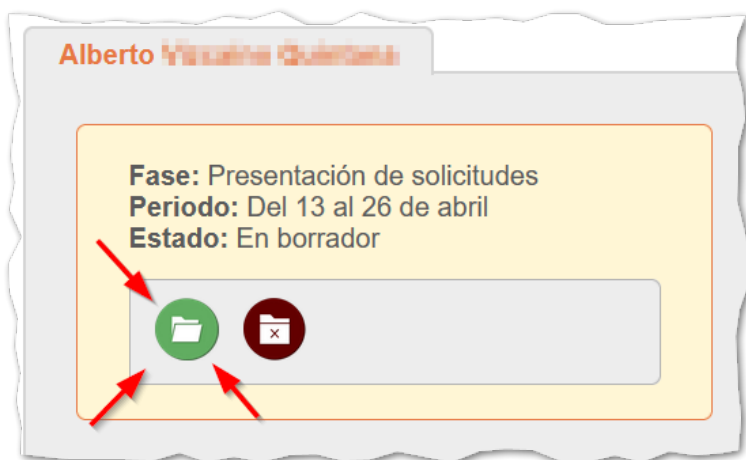 Alberto
Fase: Presentación de solicitudes
Periodo: Del 13 al 26 de abril
Estado: En borrador